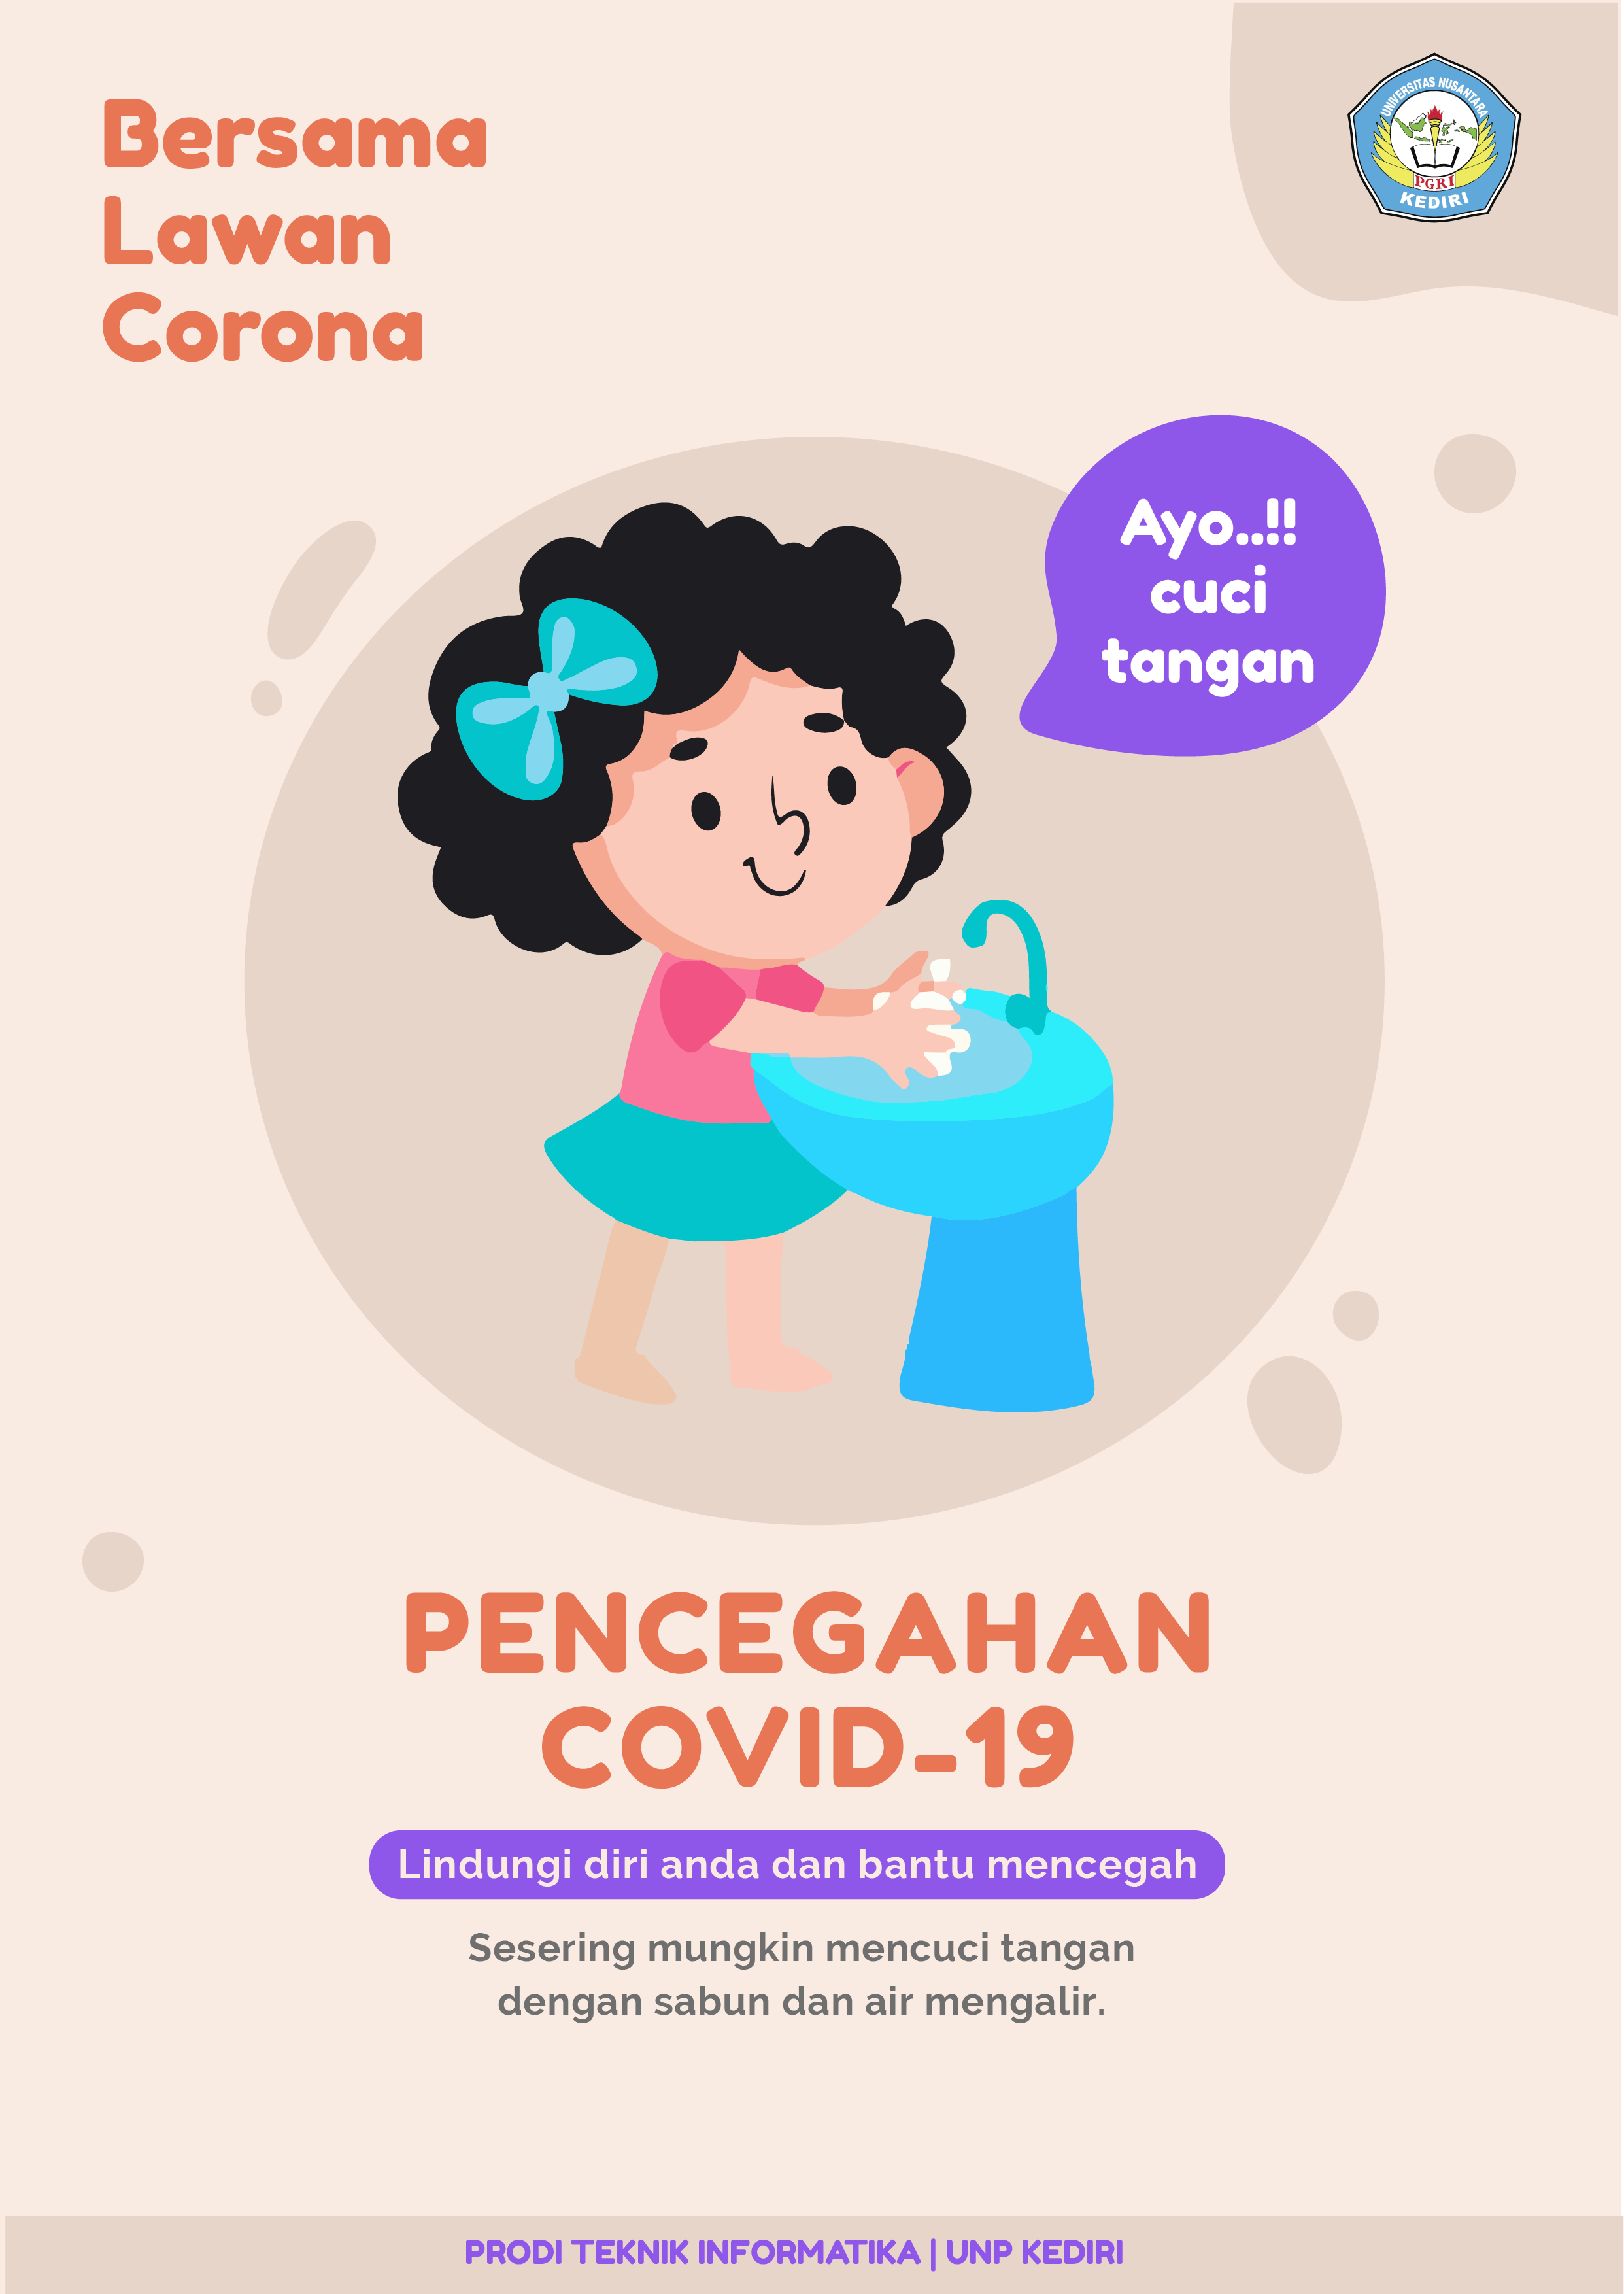 Bersama
Lawan
Corona
UNIVERSITAS NUSANTARA
PGRI
KEDIRI
Ayo..!!
cuci
tangan
PENCEGAHAN
COVID-19
Lindungi diri anda dan bantu mencegah
Sesering mungkin mencuci tangan
dengan sabun dan air mengalir.
PRODI TEKNIK INFORMATIKA | UNP KEDIRI